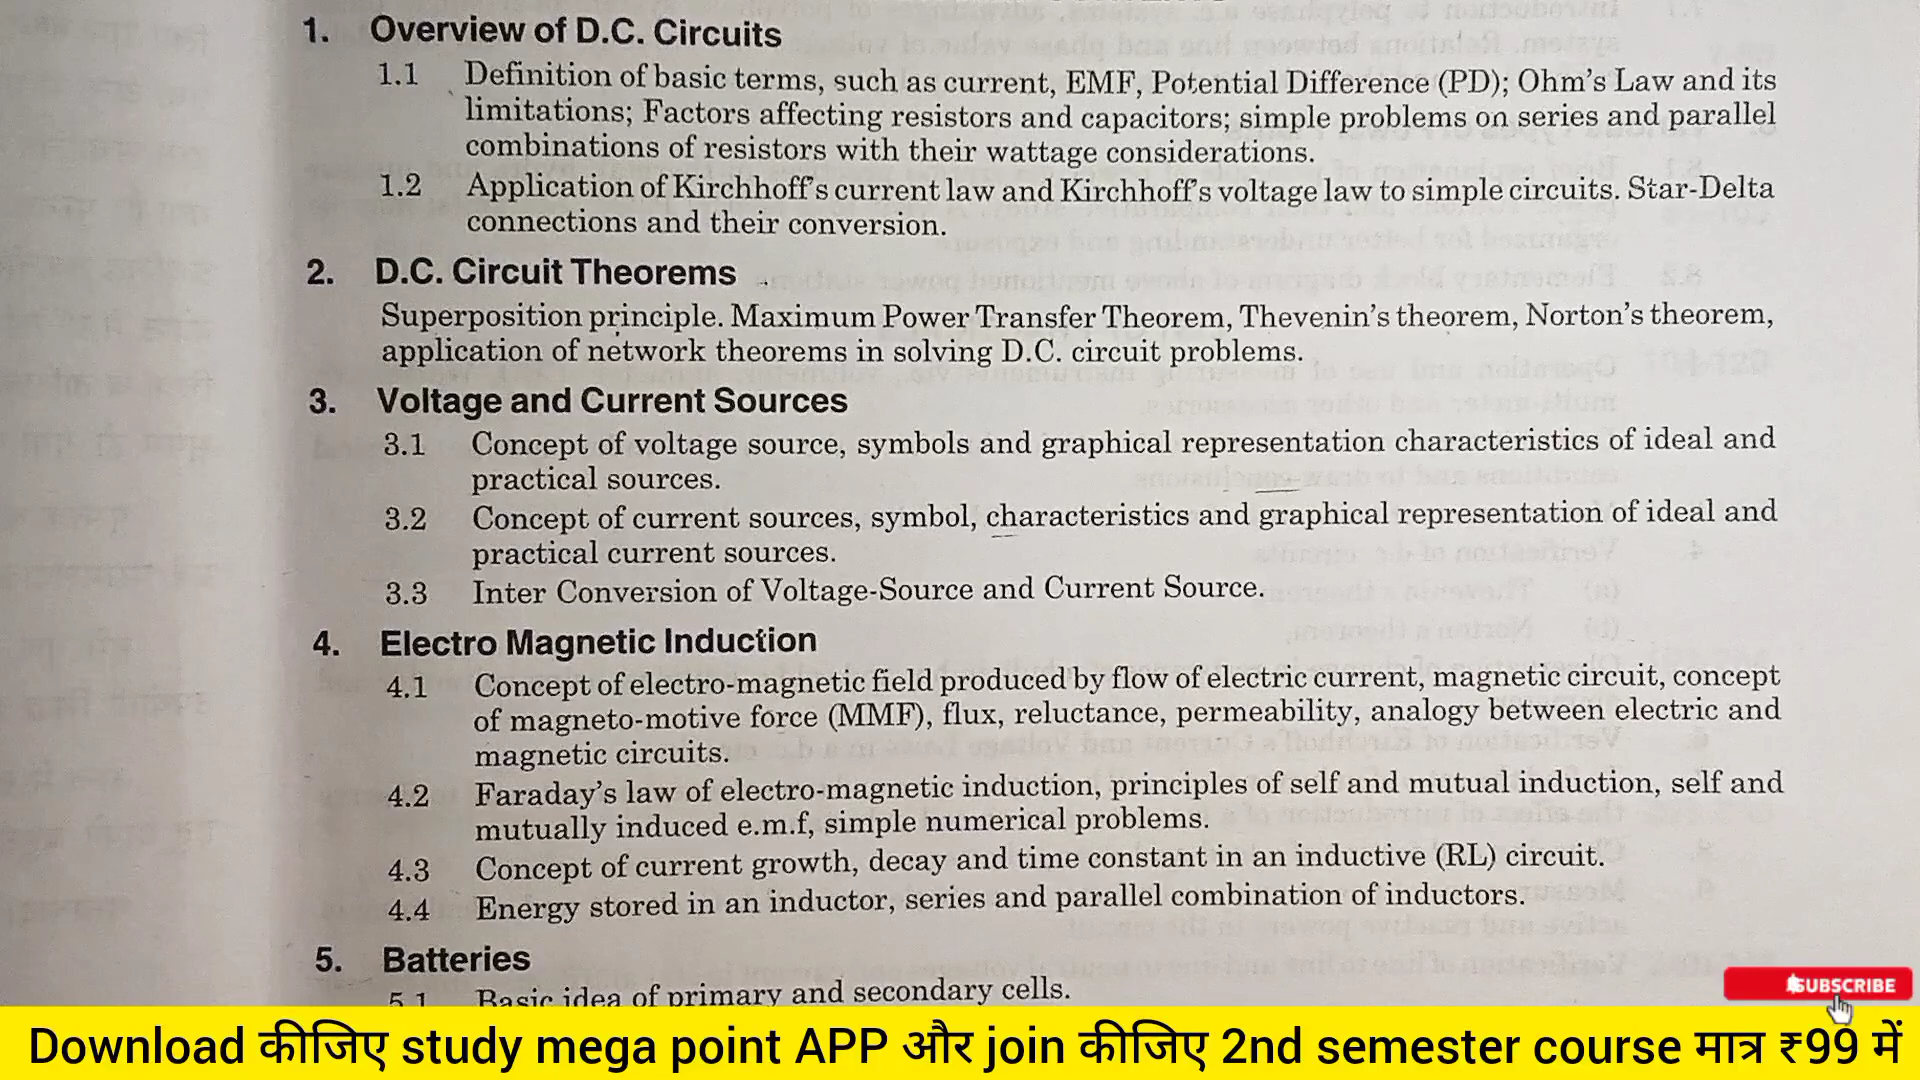 1. Overview of D.C. Circuits
1.1 Definition of basic terms, such as current, EMF, Potential Difference (PD); Ohm's Law and its
limitations; Factors affecting resistors and capacitors; simple problems on series and parallel
combinations of resistors with their wattage considerations.
1.2 Application of Kirchhoff's current law and Kirchhoff's voltage law to simple circuits. Star-Delta
connections and their conversion.
2. D.C. Circuit Theorems
Superposition principle. Maximum Power Transfer Theorem, Thevenin's theorem, Norton's theorem,
application of network theorems in solving D.C. circuit problems.
3. Voltage and Current Sources
3.1 Concept of voltage source, symbols and graphical representation characteristics of ideal and
practical sources.
3.2 Concept of current sources, symbol, characteristics and graphical representation of ideal and
practical current sources.
3.3 Inter Conversion of Voltage-Source and Current Source.
4. Electro Magnetic Induction
4.1 Concept of electro-magnetic field produced by flow of electric current, magnetic circuit, concept
of magneto-motive force (MMF), flux, reluctance, permeability, analogy between electric and
magnetic circuits.
4.2 Faraday's law of electro-magnetic induction, principles of self and mutual induction, self and
mutually induced e.m.f, simple numerical problems.
4.3 Concept of current growth, decay and time constant in an inductive (RL) circuit.
4.4 Energy stored in an inductor, series and parallel combination of inductors.
5. Batteries
5.1 Basic idea of primary and secondary cells.
SUBSCRIBE
Download कीजिए study mega point APP और join कीजिए 2nd semester course मात्र ₹99 में